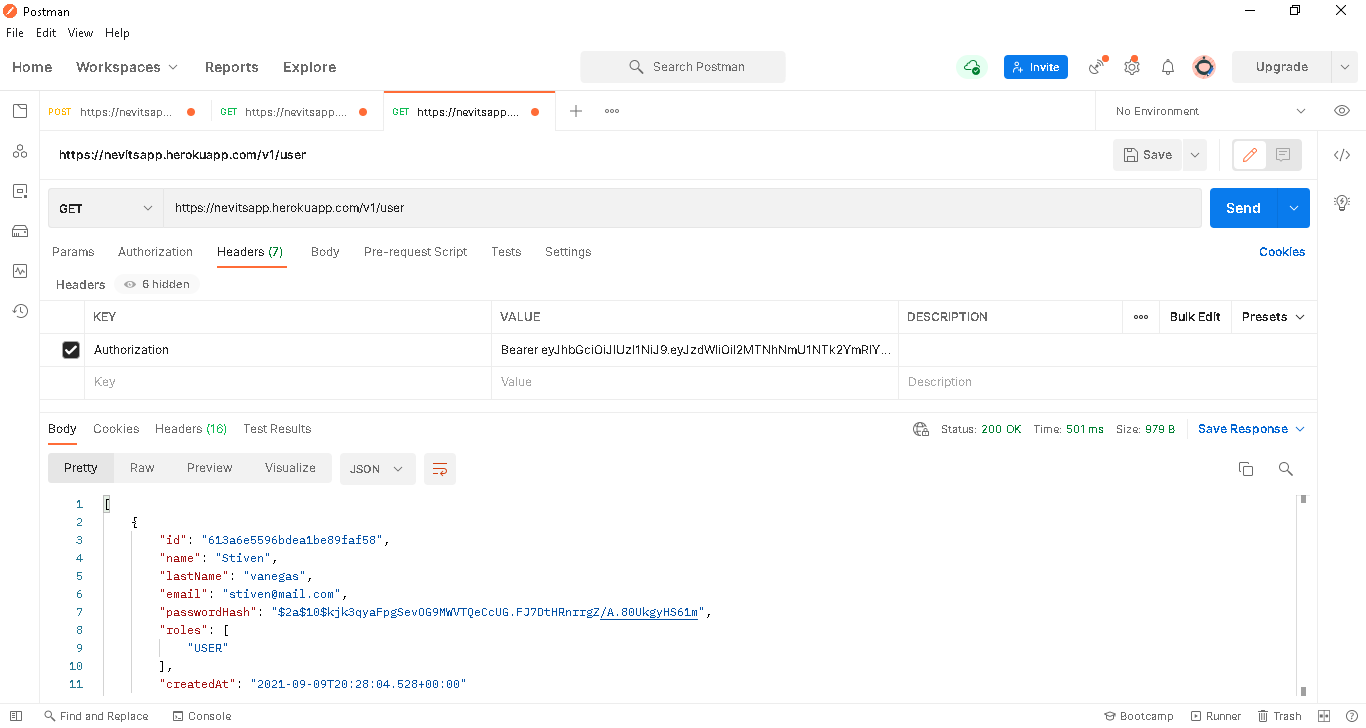 Postman
File Edit View Help
Home Workspaces Reports Explore Search Postman Invite Upgrade
POST https://nevitsap... GET https://nevitsapp.... GET https://nevitsapp.... No Environment
https://nevitsapp.herokuapp.com/v1/user Save
GET https://nevitsapp.herokuapp.com/v1/user Send
Params Authorization Headers (7) Body Pre-request Script Tests Settings Cookies
Headers 6 hidden
KEY VALUE DESCRIPTION Bulk Edit Presets
Authorization Bearer eyJhbGciOiJIUzI1NiJ9.eyJzdWIiOiI2MTNhNmU1NTk2YmRlY...
Key Value Description
Body Cookies Headers (16) Test Results Status: 200 OK Time: 501 ms Size: 979 B Save Response
Pretty Raw Preview Visualize JSON
1 [
2 {
3 "id": "613a6e5596bdea1be89faf58",
4 "name": "Stiven",
5 "lastName": "vanegas",
6 "email": "stiven@mail.com",
7 "passwordHash": "$2a$10$kjk3qyaFpgSevOG9MWVTQeCcUG.FJ7DtHRnrrgZ/A.80UkgyHS61m",
8 "roles": [
9 "USER"
10 ],
11 "createdAt": "2021-09-09T20:28:04.528+00:00"
Find and Replace Console Bootcamp Runner Trash